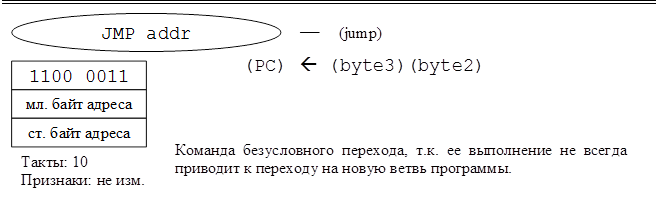 JMP addr — (jump)
(PC) ← (byte3)(byte2)
1100 0011
мл. байт адреса
ст. байт адреса
Такты: 10
Признаки: не изм.
Команда безусловного перехода, т.к. ее выполнение не всегда
приводит к переходу на новую ветвь программы.